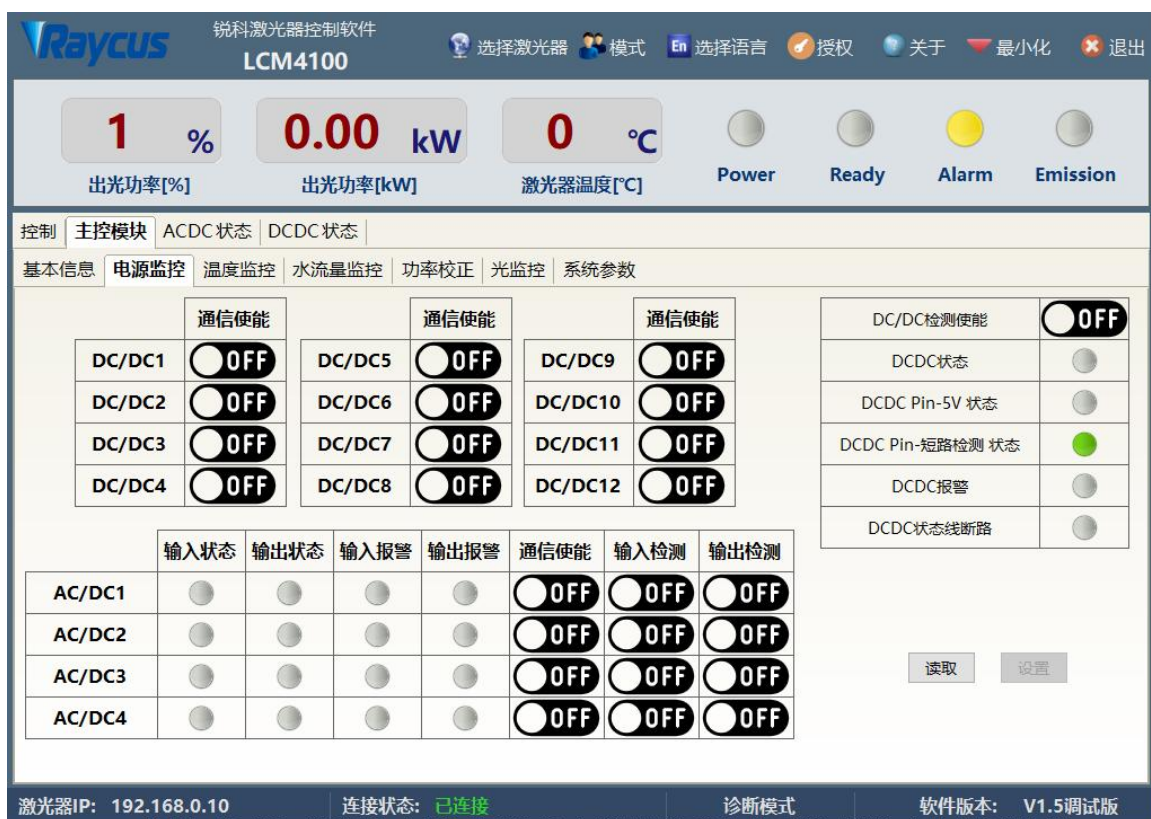 Raycus 锐科激光器控制软件 LCM4100 选择激光器 模式 En 选择语言 授权 关于 最小化 退出
1 % 0.00 kW 0 ℃
出光功率[%] 出光功率[kW] 激光器温度[℃] Power Ready Alarm Emission
控制 主控模块 ACDC状态 DCDC状态
基本信息 电源监控 温度监控 水流量监控 功率校正 光监控 系统参数
通信使能 通信使能 通信使能 DC/DC检测使能 OFF
DC/DC1 OFF DC/DC5 OFF DC/DC9 OFF DCDC状态
DC/DC2 OFF DC/DC6 OFF DC/DC10 OFF DCDC Pin-5V 状态
DC/DC3 OFF DC/DC7 OFF DC/DC11 OFF DCDC Pin-短路检测 状态
DC/DC4 OFF DC/DC8 OFF DC/DC12 OFF DCDC报警
DCDC状态线断路
输入状态 输出状态 输入报警 输出报警 通信使能 输入检测 输出检测
AC/DC1 OFF OFF OFF
AC/DC2 OFF OFF OFF
AC/DC3 OFF OFF OFF 读取 设置
AC/DC4 OFF OFF OFF
激光器IP: 192.168.0.10 连接状态: 已连接 诊断模式 软件版本: V1.5调试版